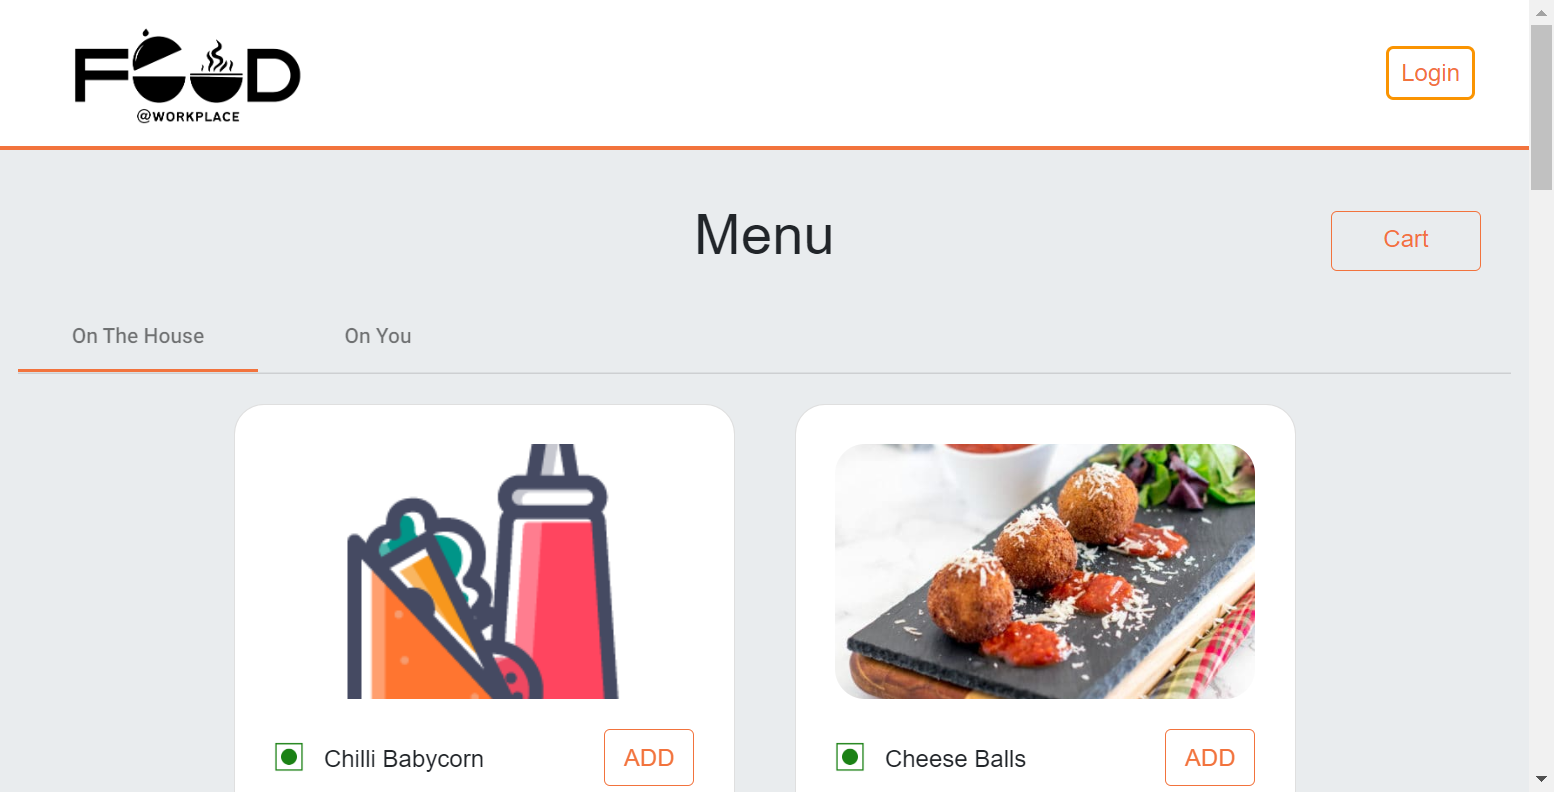 FOOD
@WORKPLACE
Login
Menu
Cart
On The House
On You
Chilli Babycorn
ADD
Cheese Balls
ADD